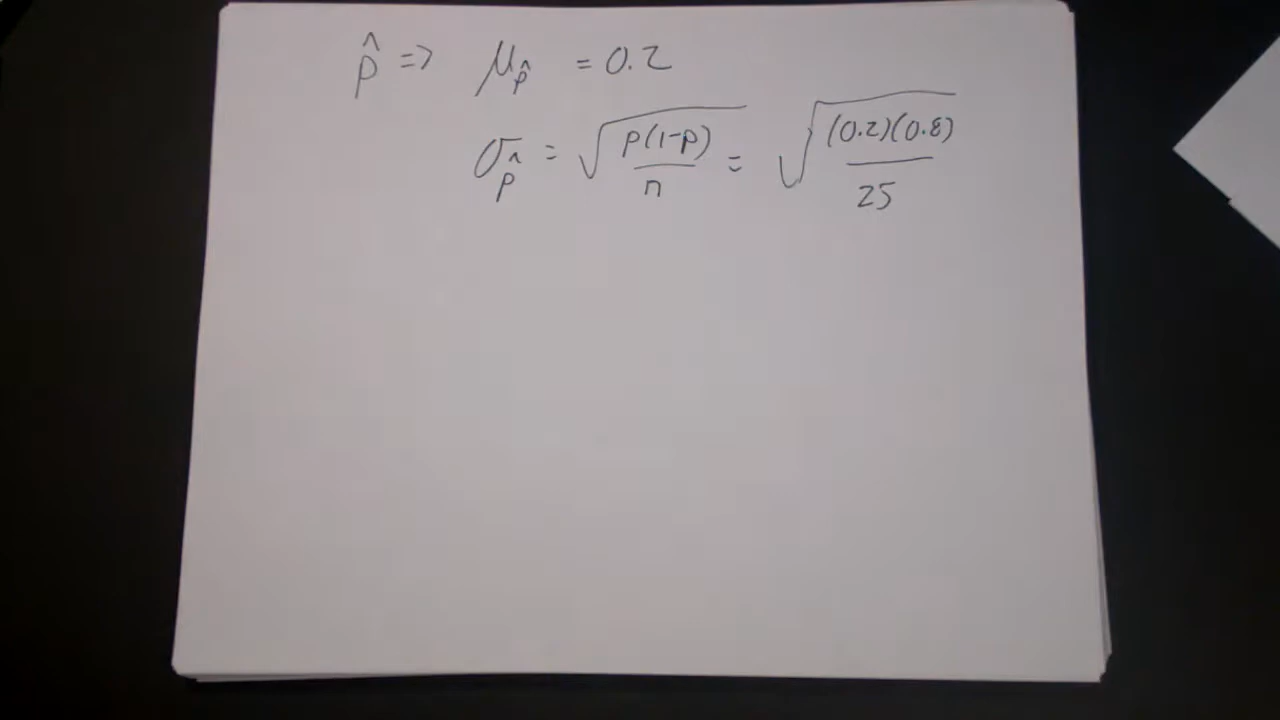 p̂ ⇒ μ_p̂ = 0.2
σ_p̂ = √(p(1-p)/n) = √((0.2)(0.8)/25)